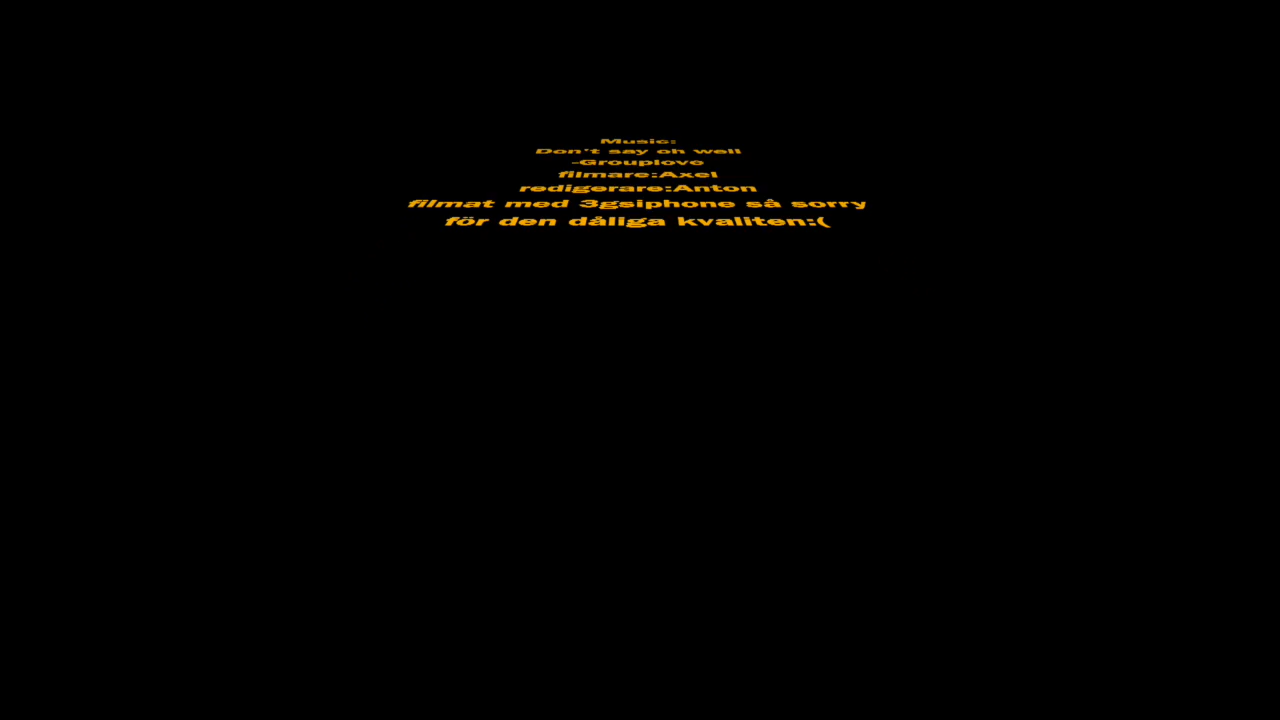 Music:
Don't say oh well
-Grouplove
filmare:Axel
redigerare:Anton
filmat med 3gsiphone så sorry
för den dåliga kvaliten:(